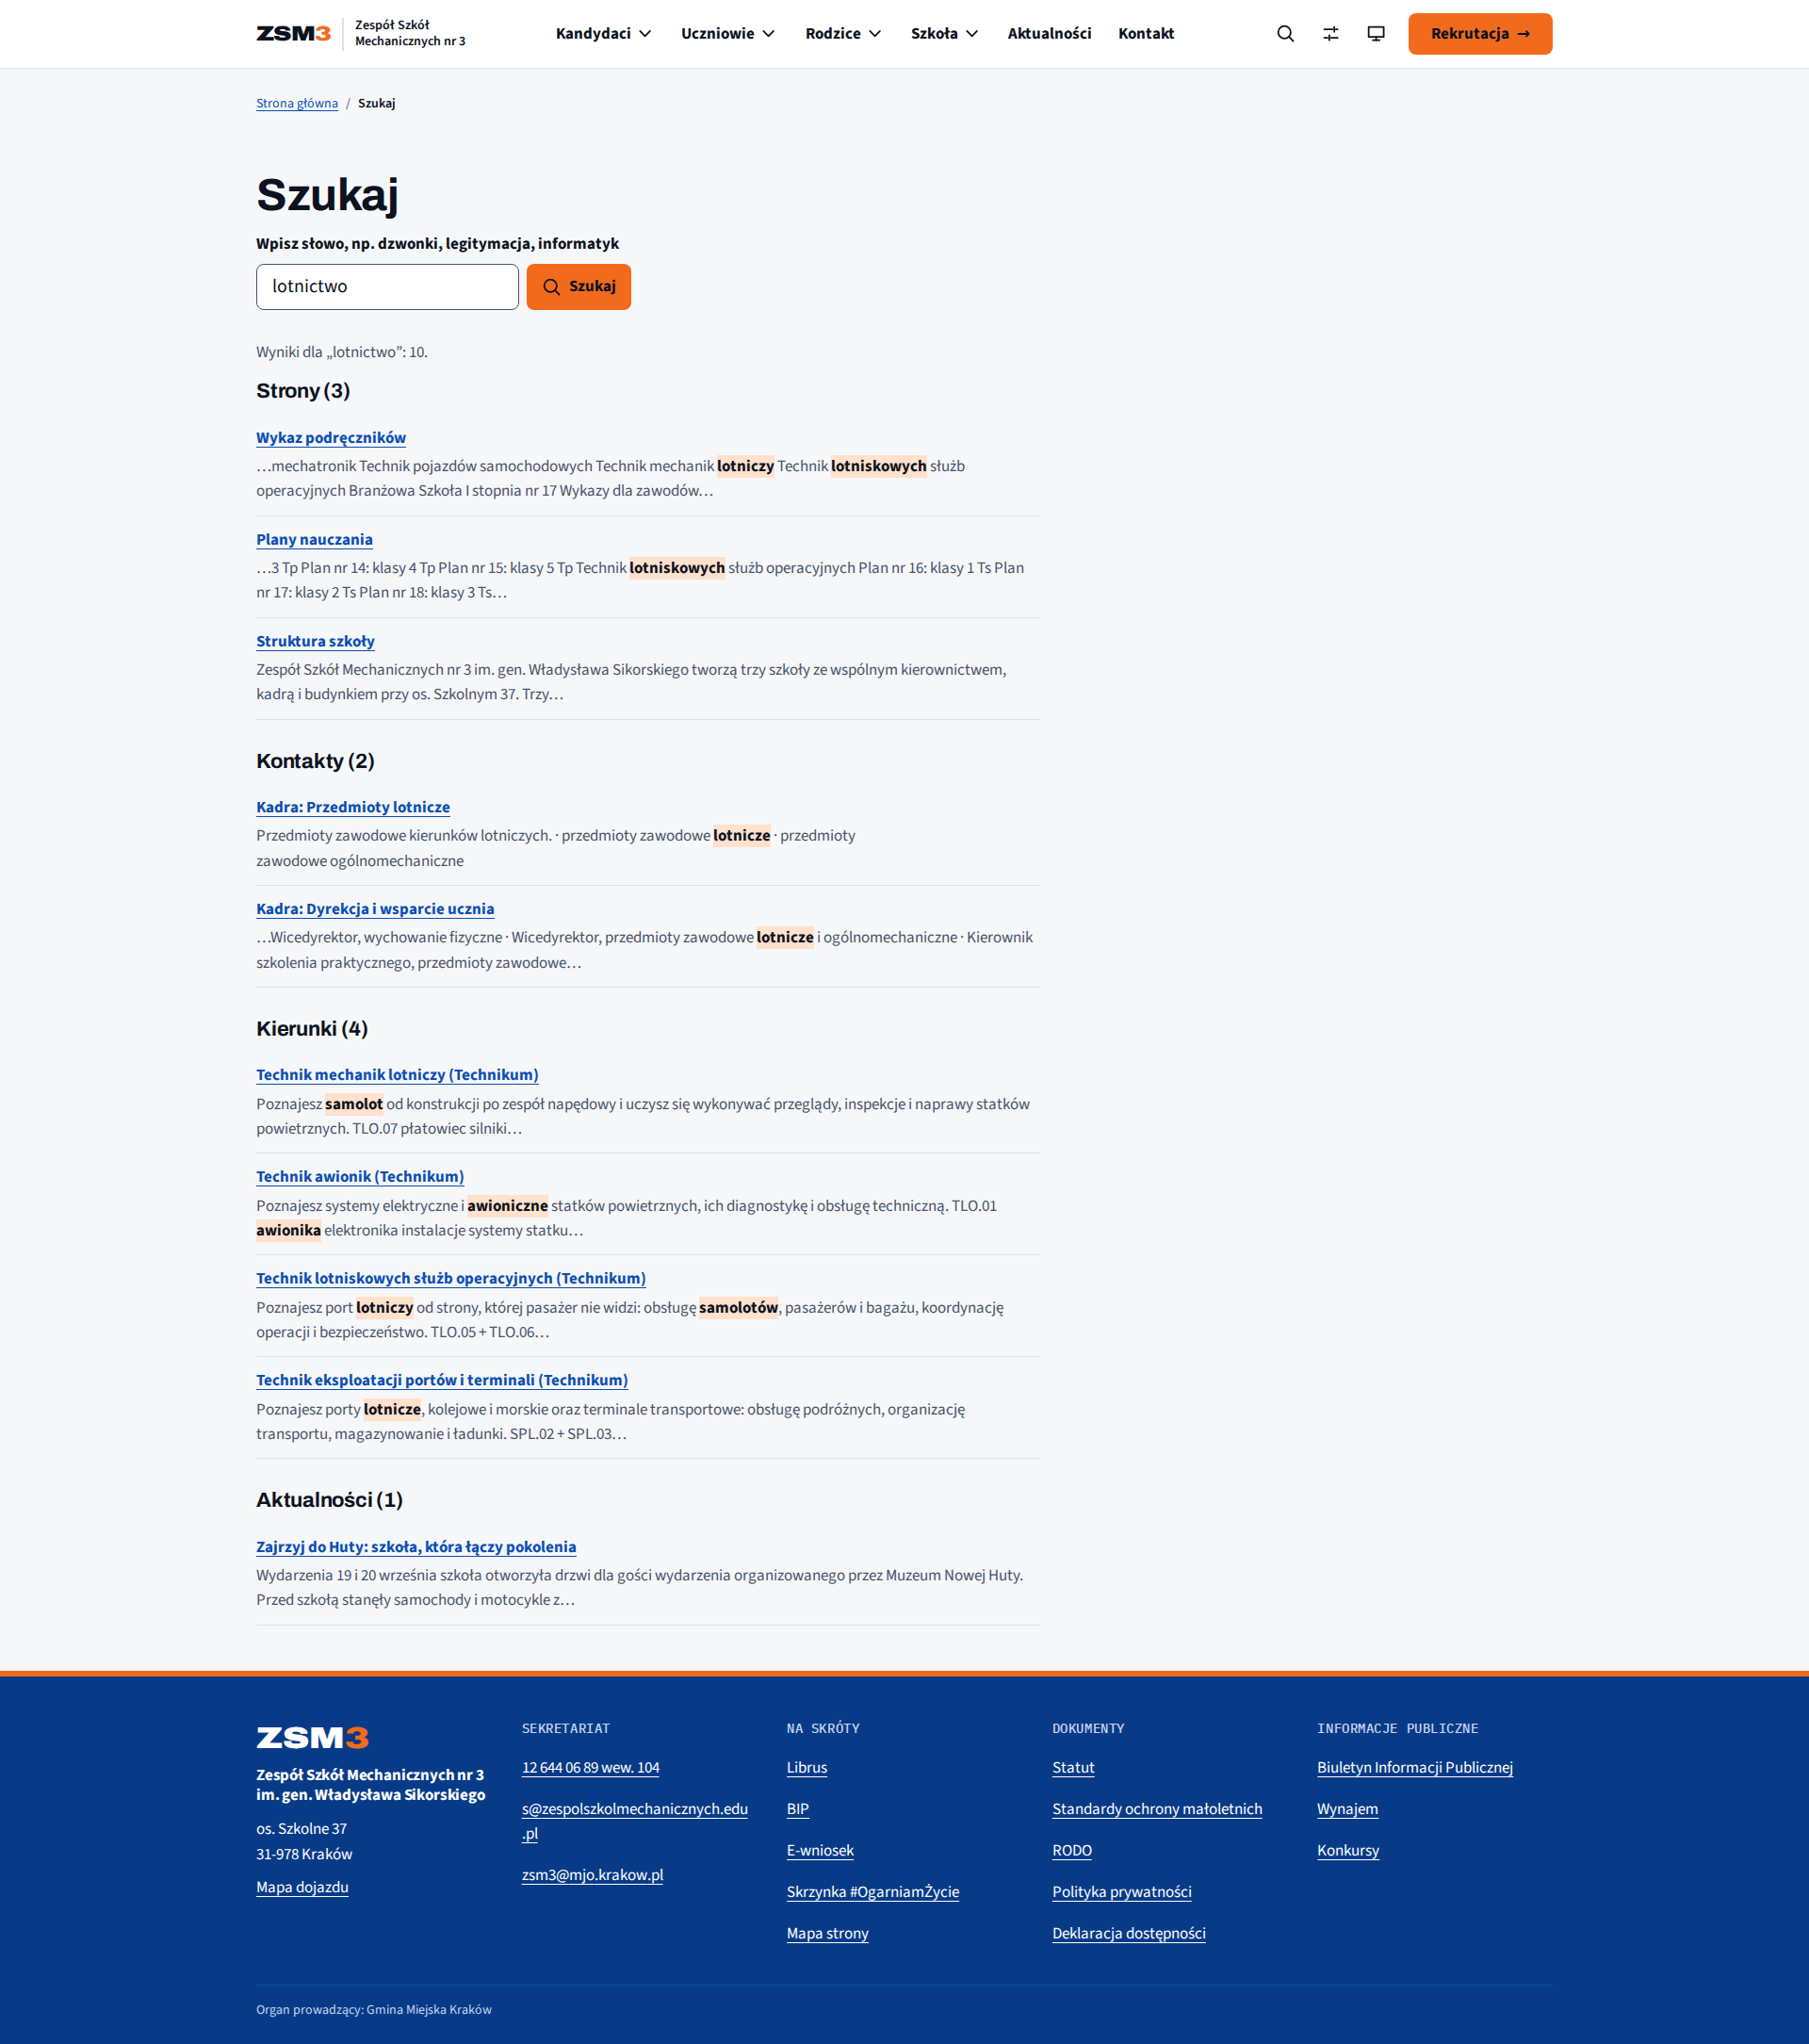 ZSM3
Zespół Szkół
Mechanicznych nr 3
Kandydaci
Uczniowie
Rodzice
Szkoła
Aktualności
Kontakt
Rekrutacja →
Strona główna / Szukaj
Szukaj
Wpisz słowo, np. dzwonki, legitymacja, informatyk
lotnictwo
Szukaj
Wyniki dla „lotnictwo”: 10.
Strony (3)
Wykaz podręczników
…mechatronik Technik pojazdów samochodowych Technik mechanik lotniczy Technik lotniskowych służb
operacyjnych Branżowa Szkoła I stopnia nr 17 Wykazy dla zawodów…
Plany nauczania
…3 Tp Plan nr 14: klasy 4 Tp Plan nr 15: klasy 5 Tp Technik lotniskowych służb operacyjnych Plan nr 16: klasy 1 Ts Plan
nr 17: klasy 2 Ts Plan nr 18: klasy 3 Ts…
Struktura szkoły
Zespół Szkół Mechanicznych nr 3 im. gen. Władysława Sikorskiego tworzą trzy szkoły ze wspólnym kierownictwem,
kadrą i budynkiem przy os. Szkolnym 37. Trzy…
Kontakty (2)
Kadra: Przedmioty lotnicze
Przedmioty zawodowe kierunków lotniczych. · przedmioty zawodowe lotnicze · przedmioty
zawodowe ogólnomechaniczne
Kadra: Dyrekcja i wsparcie ucznia
…Wicedyrektor, wychowanie fizyczne · Wicedyrektor, przedmioty zawodowe lotnicze i ogólnomechaniczne · Kierownik
szkolenia praktycznego, przedmioty zawodowe…
Kierunki (4)
Technik mechanik lotniczy (Technikum)
Poznajesz samolot od konstrukcji po zespół napędowy i uczysz się wykonywać przeglądy, inspekcje i naprawy statków
powietrznych. TLO.07 płatowiec silniki…
Technik awionik (Technikum)
Poznajesz systemy elektryczne i awioniczne statków powietrznych, ich diagnostykę i obsługę techniczną. TLO.01
awionika elektronika instalacje systemy statku…
Technik lotniskowych służb operacyjnych (Technikum)
Poznajesz port lotniczy od strony, której pasażer nie widzi: obsługę samolotów, pasażerów i bagażu, koordynację
operacji i bezpieczeństwo. TLO.05 + TLO.06…
Technik eksploatacji portów i terminali (Technikum)
Poznajesz porty lotnicze, kolejowe i morskie oraz terminale transportowe: obsługę podróżnych, organizację
transportu, magazynowanie i ładunki. SPL.02 + SPL.03…
Aktualności (1)
Zajrzyj do Huty: szkoła, która łączy pokolenia
Wydarzenia 19 i 20 września szkoła otworzyła drzwi dla gości wydarzenia organizowanego przez Muzeum Nowej Huty.
Przed szkołą stanęły samochody i motocykle z…
ZSM3
Zespół Szkół Mechanicznych nr 3
im. gen. Władysława Sikorskiego
os. Szkolne 37
31-978 Kraków
Mapa dojazdu
SEKRETARIAT
12 644 06 89 wew. 104
s@zespolszkolmechanicznych.edu
.pl
zsm3@mjo.krakow.pl
NA SKRÓTY
Librus
BIP
E-wniosek
Skrzynka #OgarniamŻycie
Mapa strony
DOKUMENTY
Statut
Standardy ochrony małoletnich
RODO
Polityka prywatności
Deklaracja dostępności
INFORMACJE PUBLICZNE
Biuletyn Informacji Publicznej
Wynajem
Konkursy
Organ prowadzący: Gmina Miejska Kraków